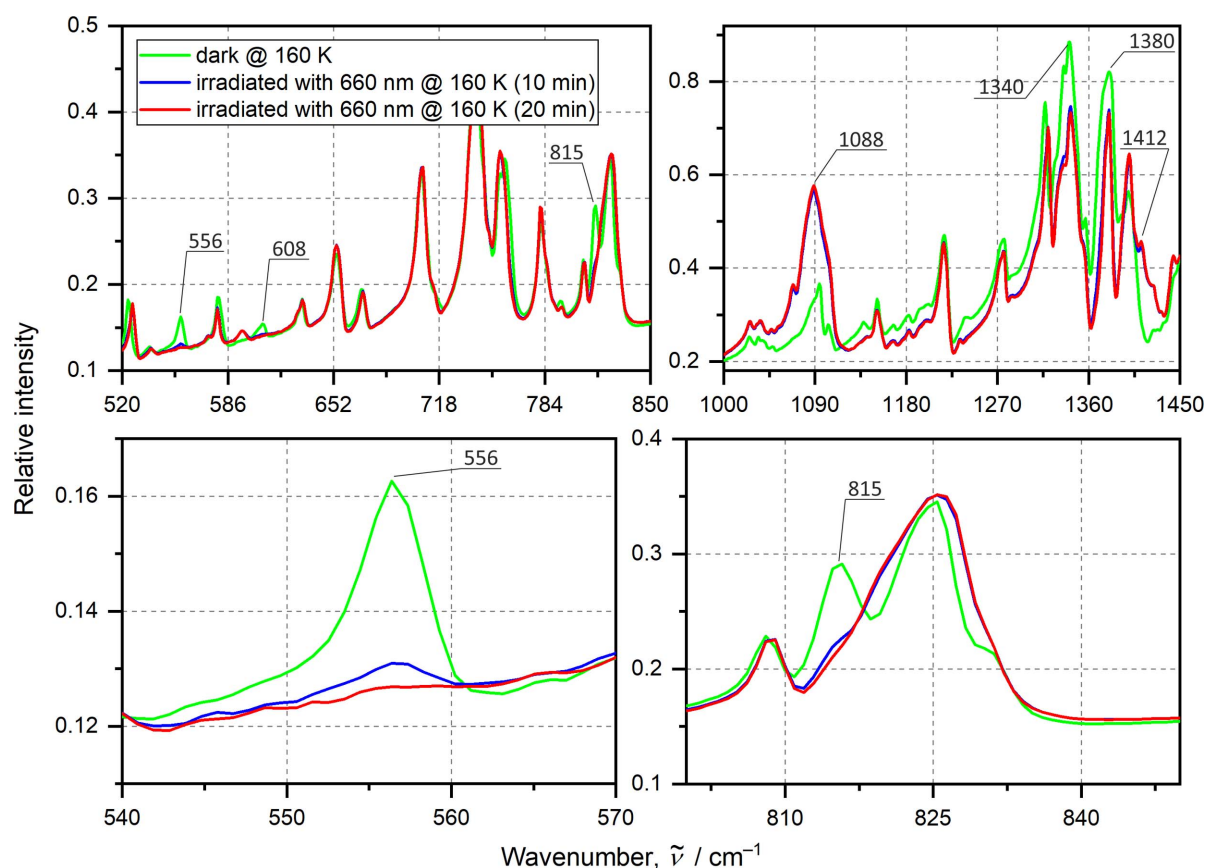 0.5
0.4
0.3
0.2
0.1
dark @ 160 K
irradiated with 660 nm @ 160 K (10 min)
irradiated with 660 nm @ 160 K (20 min)
556
608
815
520 586 652 718 784 850
0.8
0.6
0.4
0.2
1340
1380
1088
1412
1000 1090 1180 1270 1360 1450
Relative intensity
0.16
0.14
0.12
556
540 550 560 570
0.4
0.3
0.2
0.1
815
810 825 840
Wavenumber, ν̃ / cm⁻¹